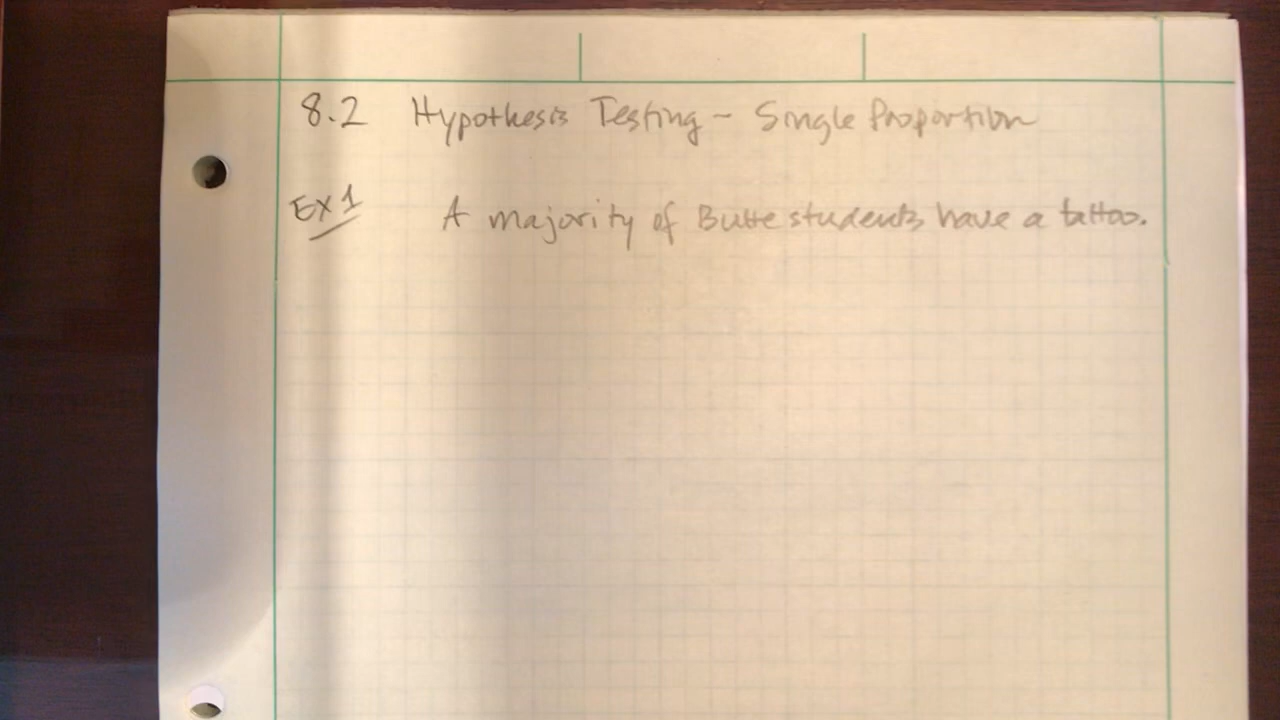 8.2 Hypothesis Testing - Single Proportion
EX 1 A majority of Butte students have a tattoo.